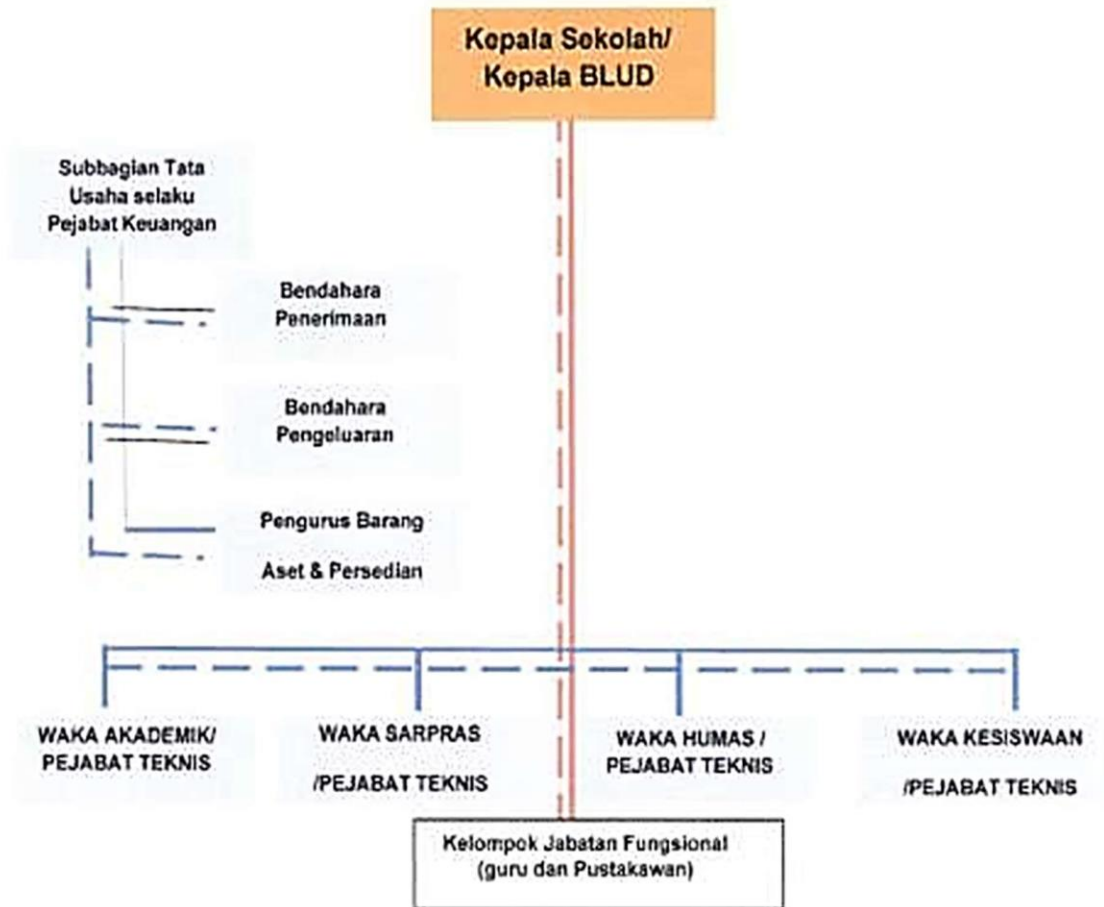 Kepala Sekolah/
Kepala BLUD
Subbagian Tata
Usaha selaku
Pejabat Keuangan
Bendahara
Penerimaan
Bendahara
Pengeluaran
Pengurus Barang
Aset & Persedian
WAKA AKADEMIK/
PEJABAT TEKNIS
WAKA SARPRAS
/PEJABAT TEKNIS
WAKA HUMAS /
PEJABAT TEKNIS
WAKA KESISWAAN
/PEJABAT TEKNIS
Kelompok Jabatan Fungsional
(guru dan Pustakawan)